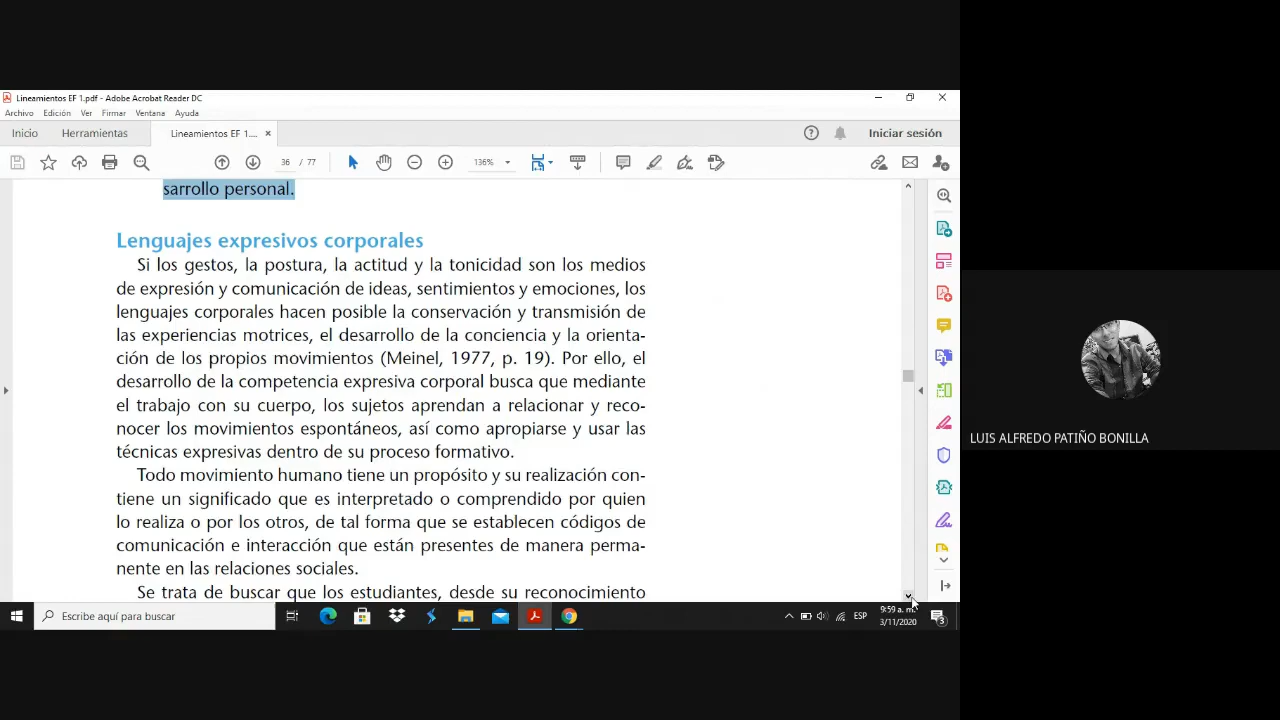 Lineamientos EF 1.pdf - Adobe Acrobat Reader DC
Archivo Edición Ver Firmar Ventana Ayuda
Inicio Herramientas Lineamientos EF 1.... × Iniciar sesión
36 / 77 136%
sarrollo personal.
Lenguajes expresivos corporales
Si los gestos, la postura, la actitud y la tonicidad son los medios
de expresión y comunicación de ideas, sentimientos y emociones, los
lenguajes corporales hacen posible la conservación y transmisión de
las experiencias motrices, el desarrollo de la conciencia y la orienta-
ción de los propios movimientos (Meinel, 1977, p. 19). Por ello, el
desarrollo de la competencia expresiva corporal busca que mediante
el trabajo con su cuerpo, los sujetos aprendan a relacionar y reco-
nocer los movimientos espontáneos, así como apropiarse y usar las
técnicas expresivas dentro de su proceso formativo.
Todo movimiento humano tiene un propósito y su realización con-
tiene un significado que es interpretado o comprendido por quien
lo realiza o por los otros, de tal forma que se establecen códigos de
comunicación e interacción que están presentes de manera perma-
nente en las relaciones sociales.
Se trata de buscar que los estudiantes, desde su reconocimiento
LUIS ALFREDO PATIÑO BONILLA
Escribe aquí para buscar
ESP
9:59 a. m.
3/11/2020
3